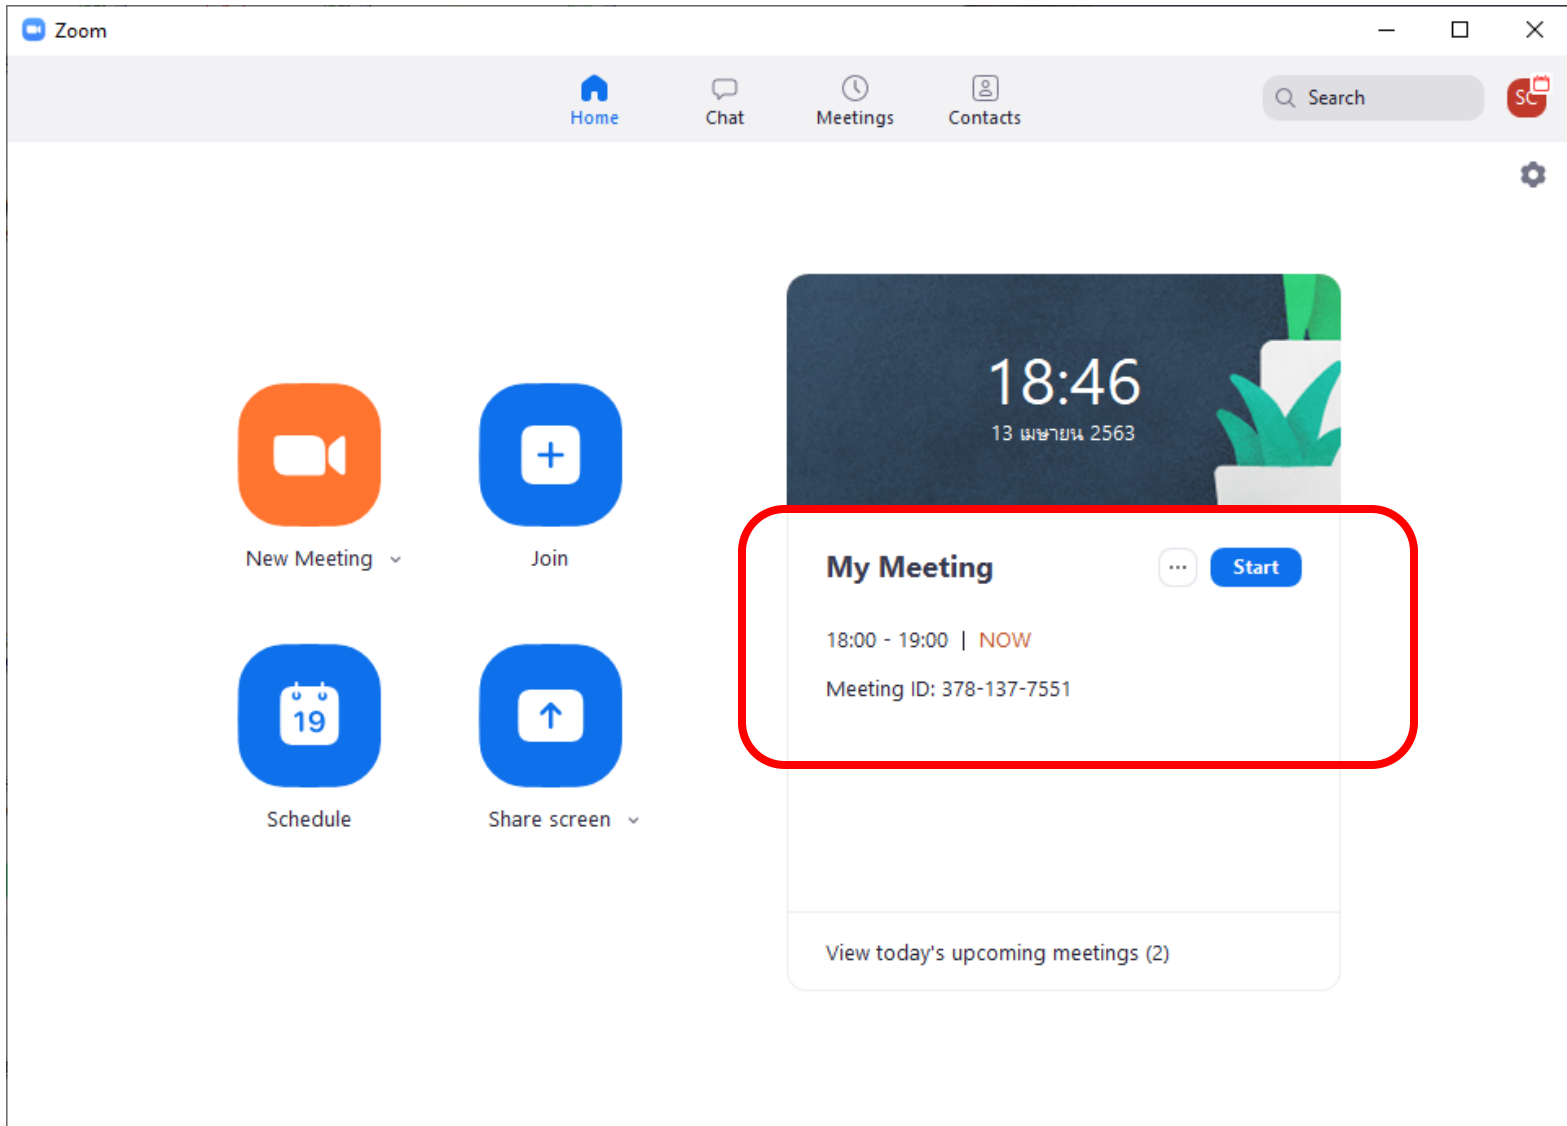 Zoom
Home
Chat
Meetings
Contacts
Search
SC
18:46
13 เมษายน 2563
New Meeting
Join
My Meeting
...
Start
18:00 - 19:00 | NOW
Meeting ID: 378-137-7551
19
Schedule
Share screen
View today's upcoming meetings (2)